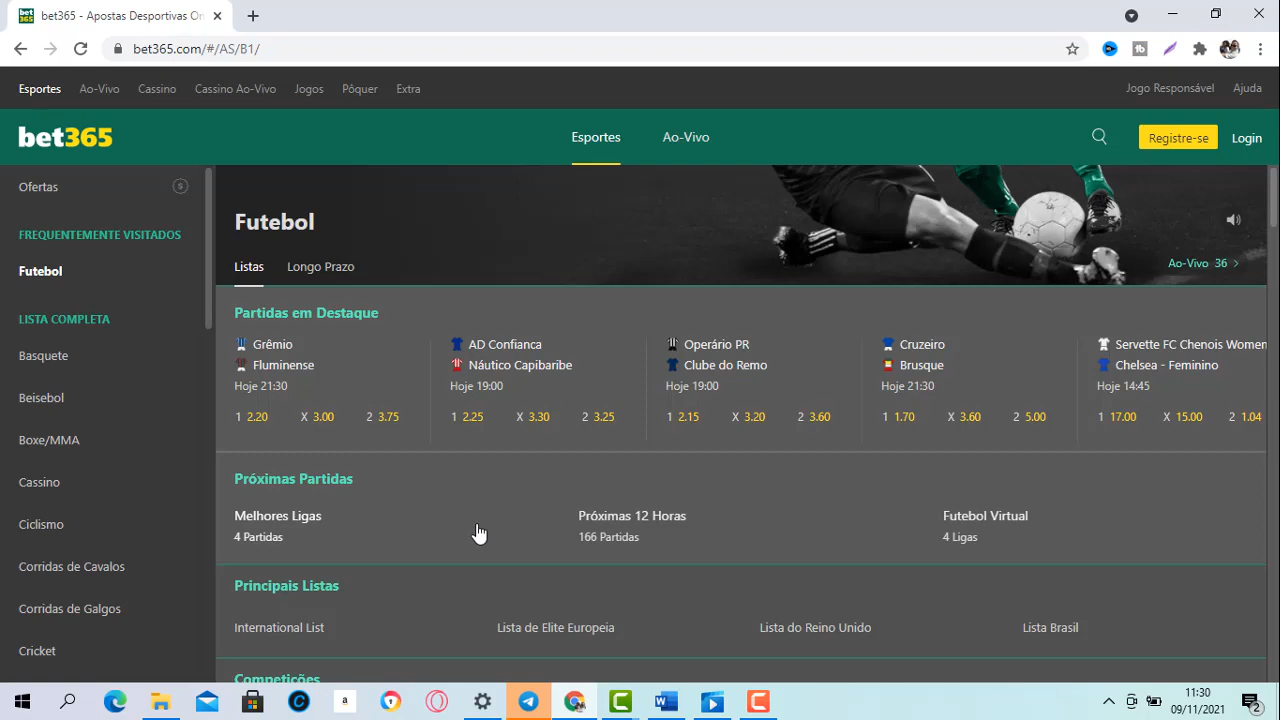 bet365 - Apostas Desportivas On
bet365.com/#/AS/B1/
Esportes Ao-Vivo Cassino Cassino Ao-Vivo Jogos Pôquer Extra Jogo Responsável Ajuda
bet365 Esportes Ao-Vivo Registre-se Login
Ofertas
FREQUENTEMENTE VISITADOS
Futebol
LISTA COMPLETA
Basquete
Beisebol
Boxe/MMA
Cassino
Ciclismo
Corridas de Cavalos
Corridas de Galgos
Cricket
Futebol
Listas Longo Prazo
Ao-Vivo 36
Partidas em Destaque
Grêmio
Fluminense
Hoje 21:30
1 2.20 X 3.00 2 3.75
AD Confianca
Náutico Capibaribe
Hoje 19:00
1 2.25 X 3.30 2 3.25
Operário PR
Clube do Remo
Hoje 19:00
1 2.15 X 3.20 2 3.60
Cruzeiro
Brusque
Hoje 21:30
1 1.70 X 3.60 2 5.00
Servette FC Chenois Women
Chelsea - Feminino
Hoje 14:45
1 17.00 X 15.00 2 1.04
Próximas Partidas
Melhores Ligas
4 Partidas
Próximas 12 Horas
166 Partidas
Futebol Virtual
4 Ligas
Principais Listas
International List Lista de Elite Europeia Lista do Reino Unido Lista Brasil
Competições
11:30
09/11/2021
2